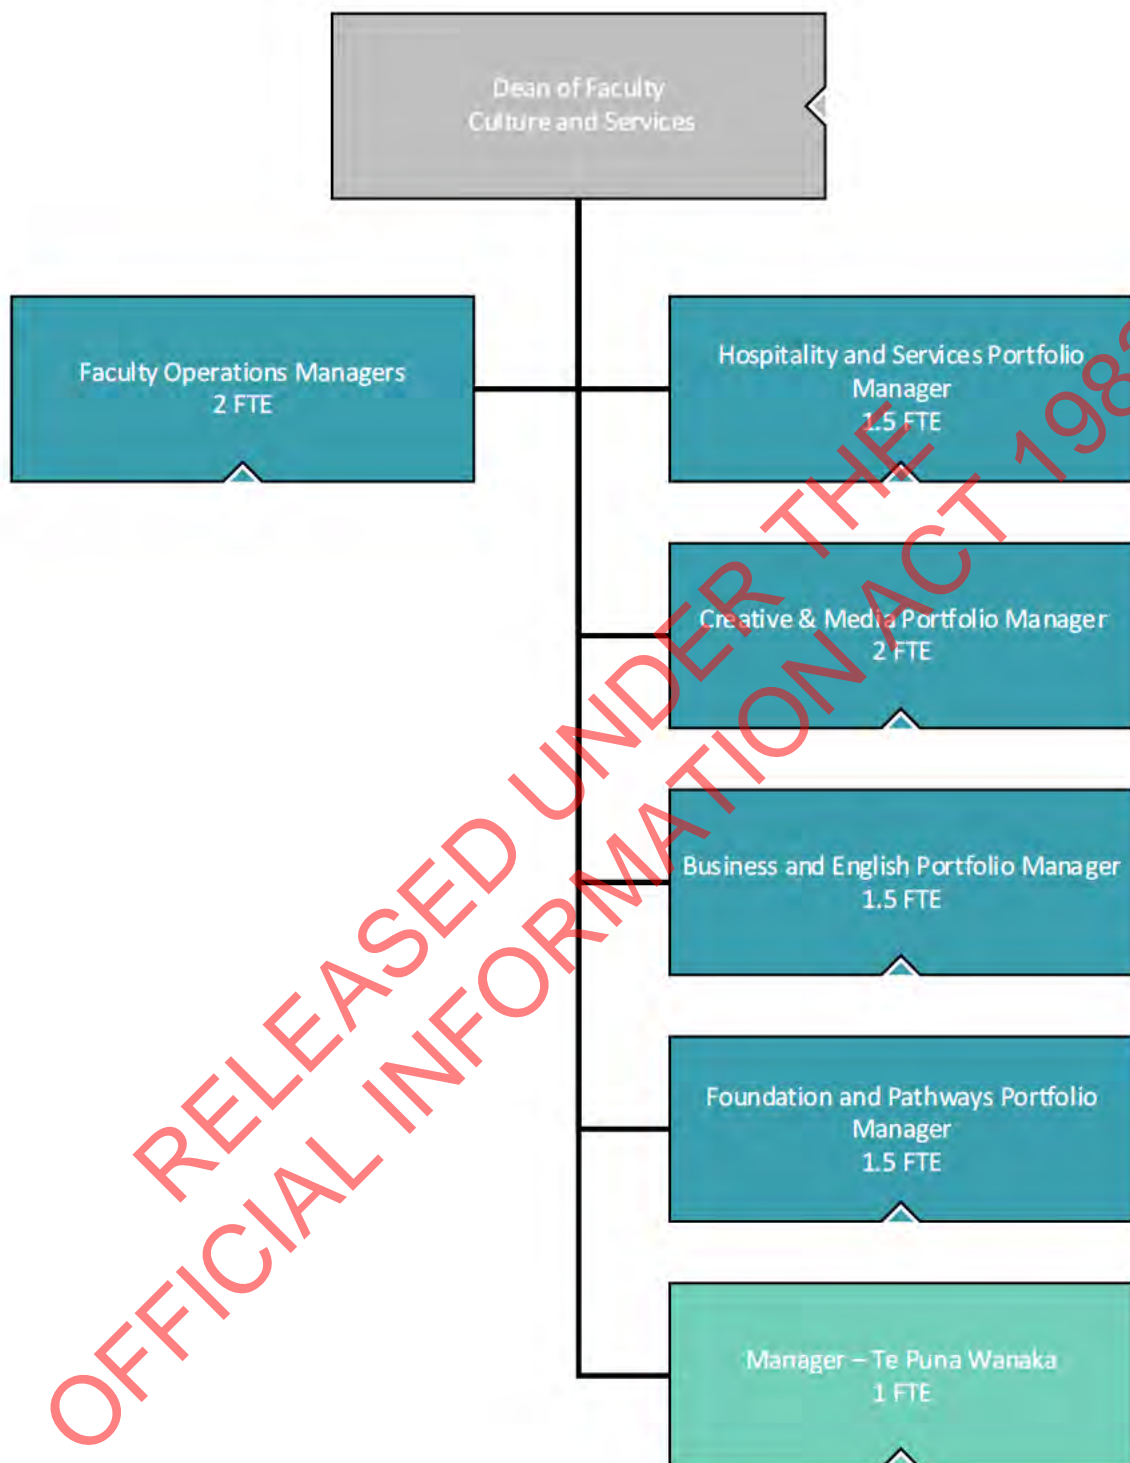 Dean of Faculty
Culture and Services
Faculty Operations Managers
2 FTE
Hospitality and Services Portfolio
Manager
1.5 FTE
Creative & Media Portfolio Manager
2 FTE
Business and English Portfolio Manager
1.5 FTE
Foundation and Pathways Portfolio
Manager
1.5 FTE
Manager – Te Puna Wanaka
1 FTE
RELEASED UNDER THE
OFFICIAL INFORMATION ACT 198